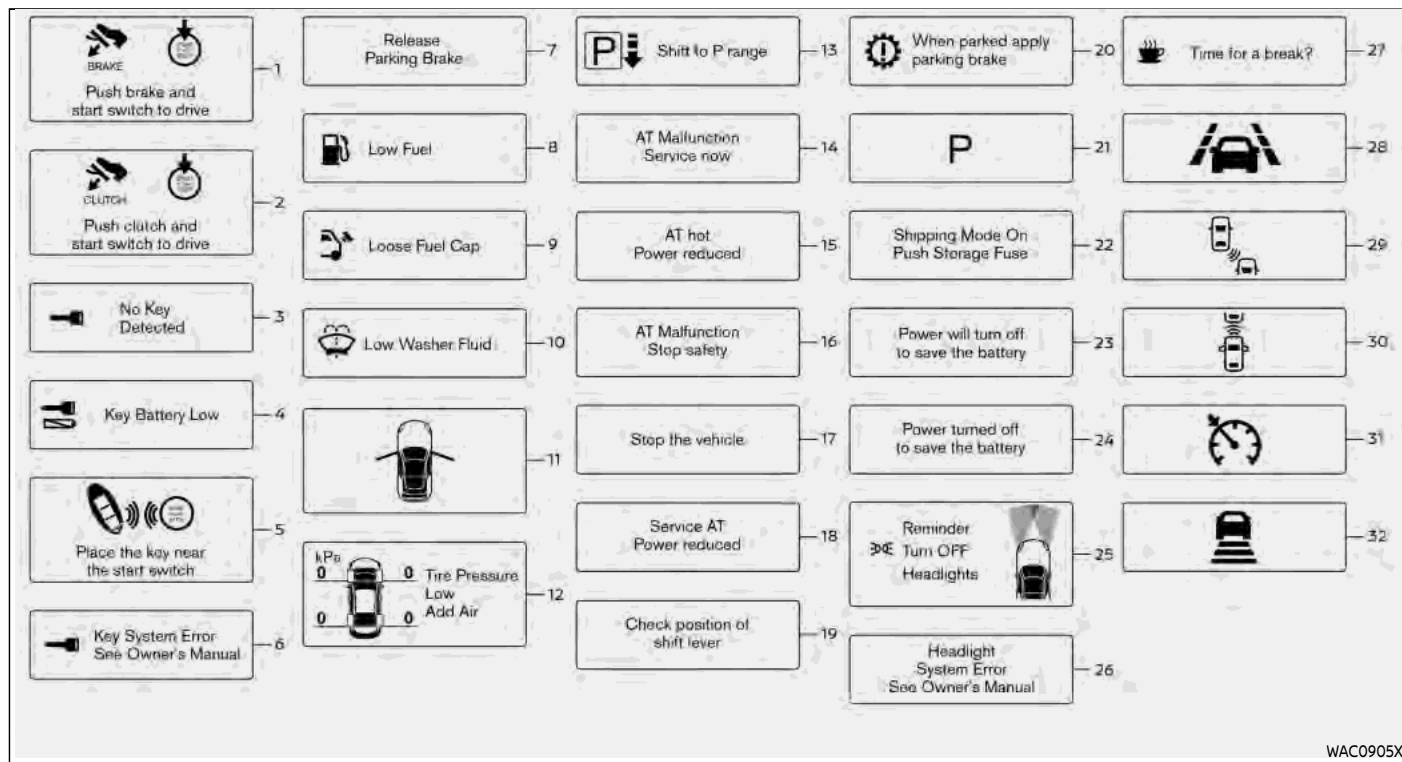 BRAKE
Push brake and
start switch to drive
1
CLUTCH
Push clutch and
start switch to drive
2
No Key
Detected
3
Key Battery Low
4
Place the key near
the start switch
5
Key System Error
See Owner's Manual
6
Release
Parking Brake
7
Low Fuel
8
Loose Fuel Cap
9
Low Washer Fluid
10
11
kPa
0 0
Tire Pressure
Low
Add Air
0 0
12
P Shift to P range
13
AT Malfunction
Service now
14
AT hot
Power reduced
15
AT Malfunction
Stop safety
16
Stop the vehicle
17
Service AT
Power reduced
18
Check position of
shift lever
19
When parked apply
parking brake
20
P
21
Shipping Mode On
Push Storage Fuse
22
Power will turn off
to save the battery
23
Power turned off
to save the battery
24
Reminder
Turn OFF
Headlights
25
Headlight
System Error
See Owner's Manual
26
Time for a break?
27
28
29
30
31
32
WAC0905X